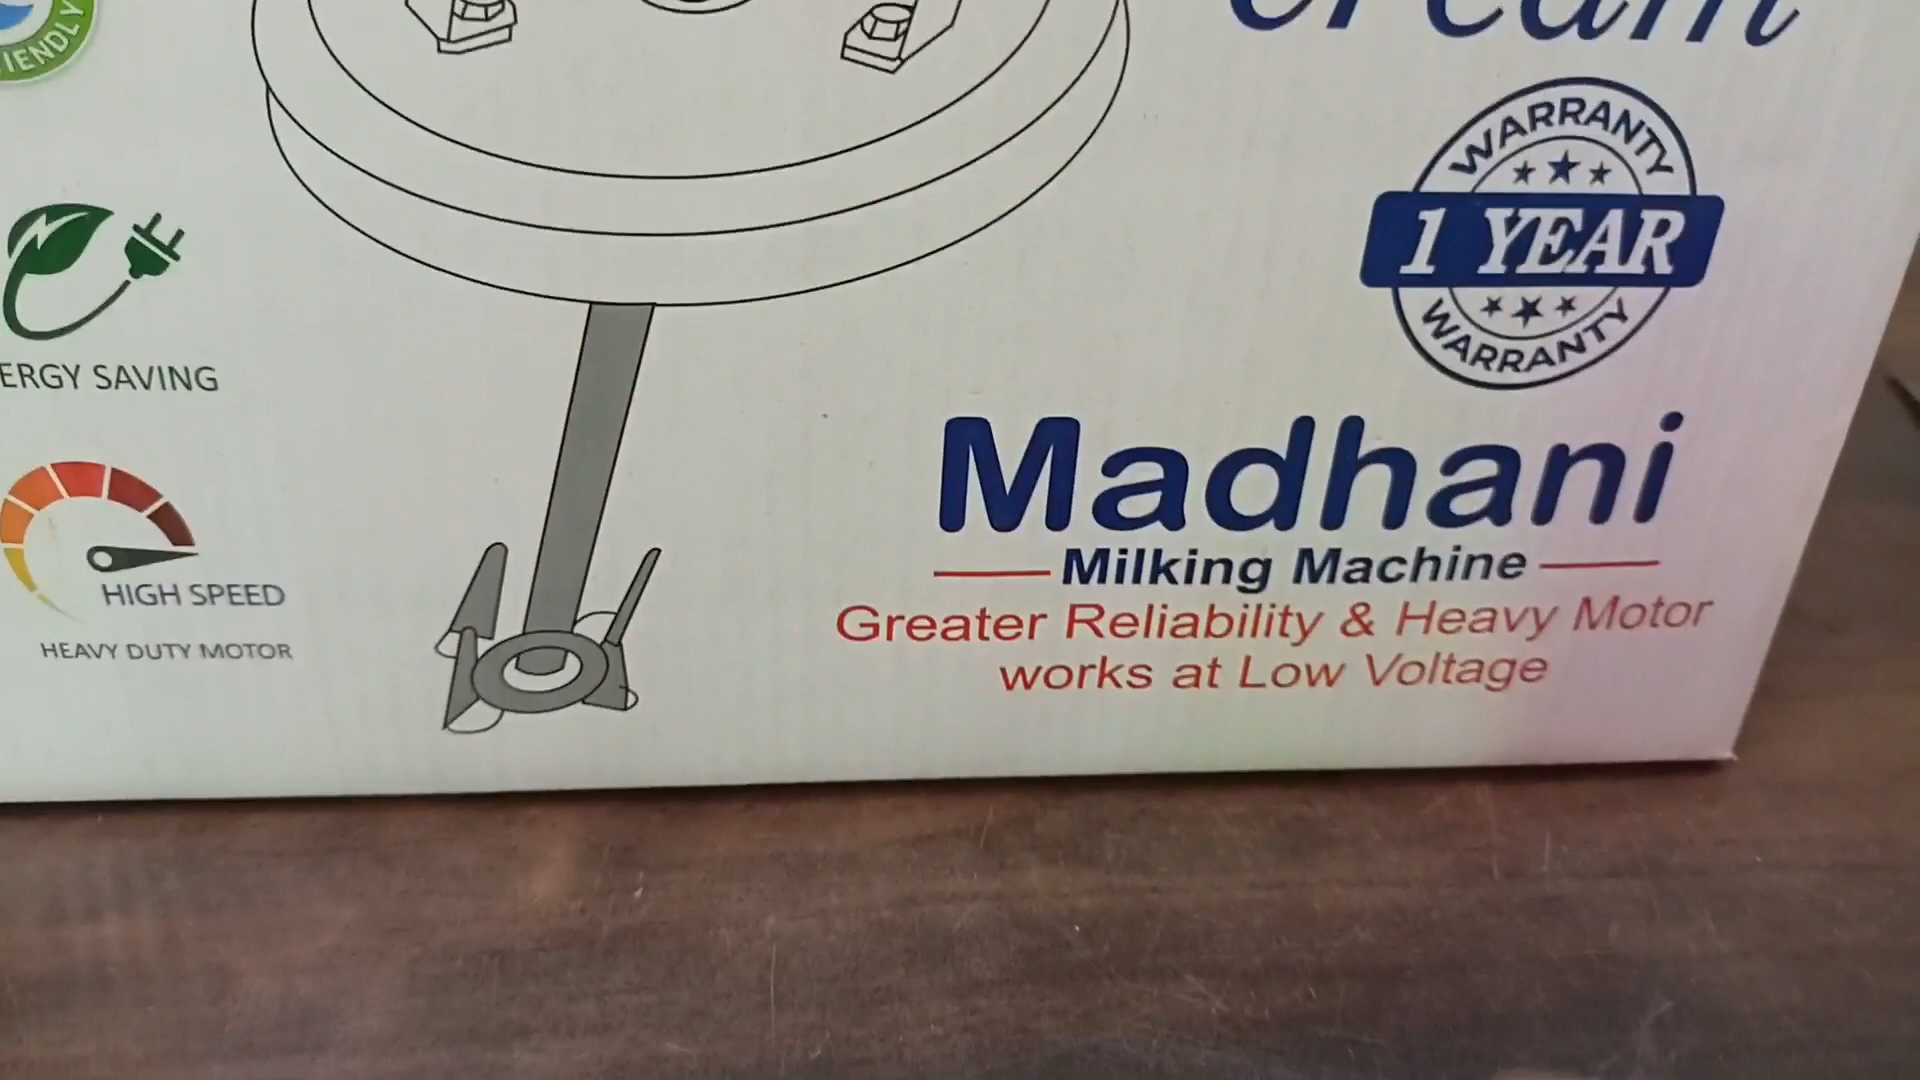 WARRANTY
1 YEAR
WARRANTY
SAVING
HIGH SPEED
HEAVY DUTY MOTOR
Madhani
Milking Machine
Greater Reliability & Heavy Motor
works at Low Voltage